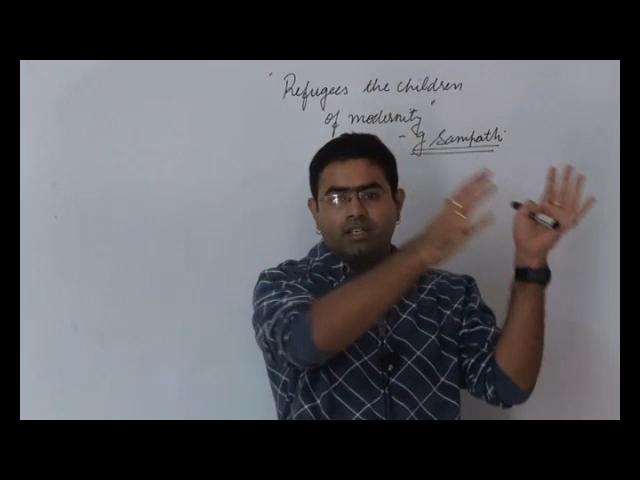 "Refugees the children
of modernity"
- g Sampath